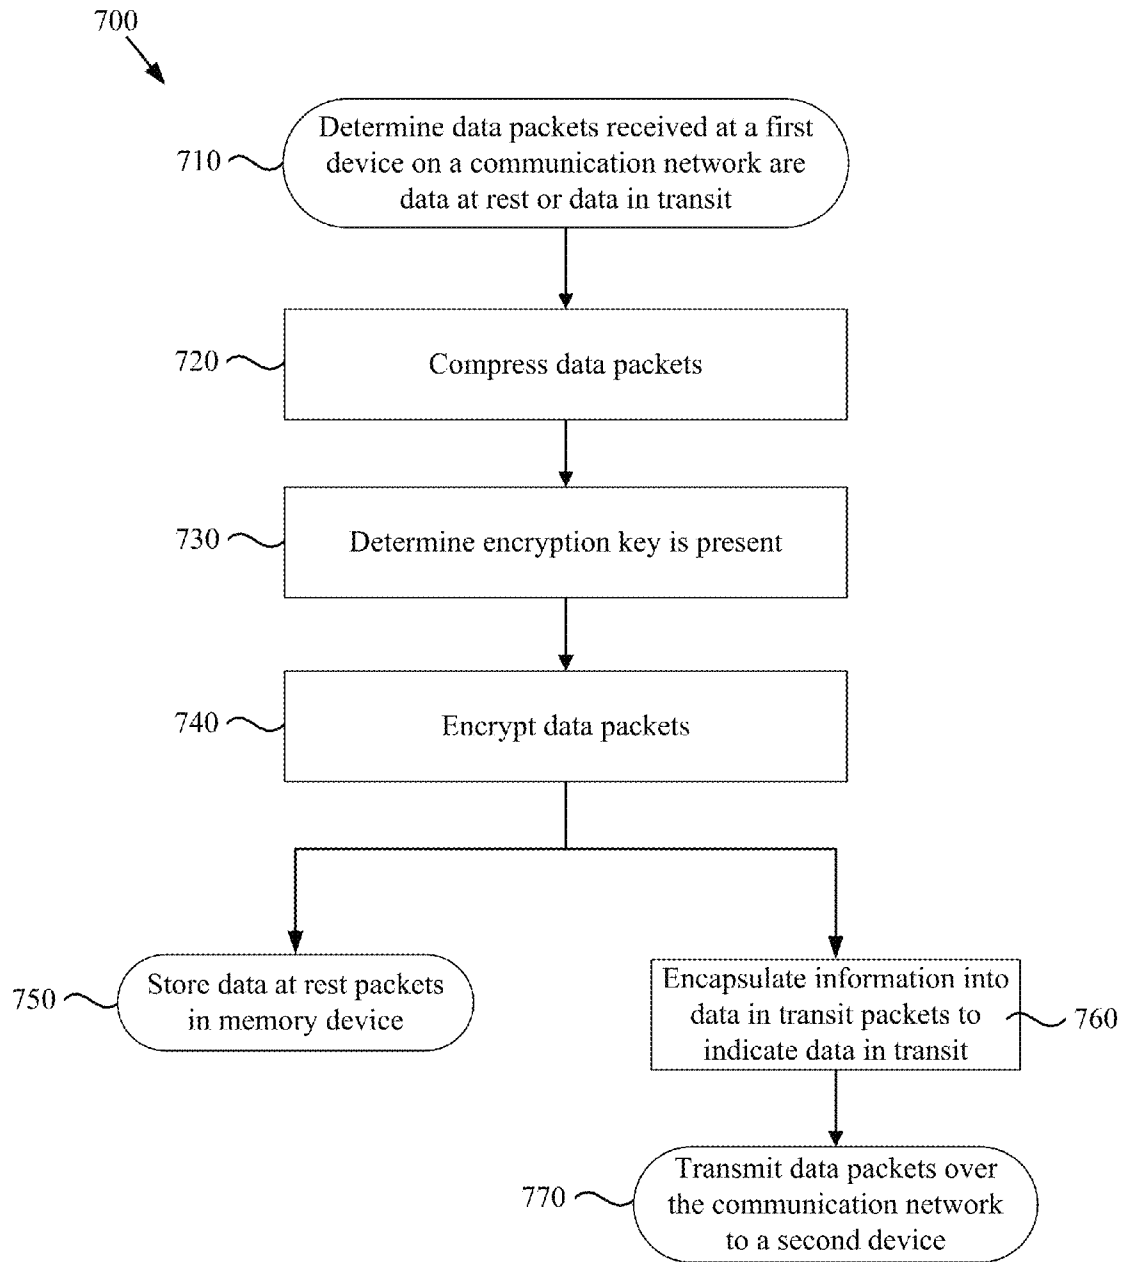 700
Determine data packets received at a first
device on a communication network are
data at rest or data in transit
710
Compress data packets
720
Determine encryption key is present
730
Encrypt data packets
740
Store data at rest packets
in memory device
750
Encapsulate information into
data in transit packets to
indicate data in transit
760
Transmit data packets over
the communication network
to a second device
770